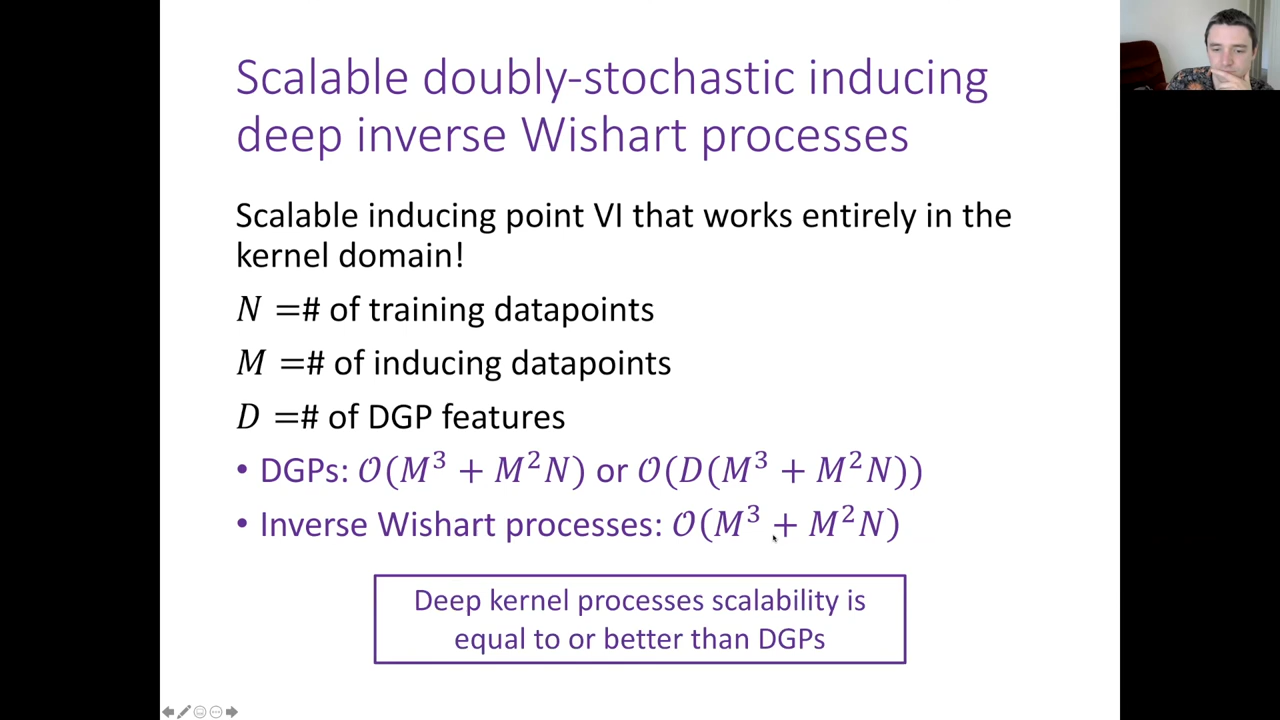 Scalable doubly-stochastic inducing
deep inverse Wishart processes
Scalable inducing point VI that works entirely in the
kernel domain!
N =# of training datapoints
M =# of inducing datapoints
D =# of DGP features
• DGPs: 𝒪(M³ + M²N) or 𝒪(D(M³ + M²N))
• Inverse Wishart processes: 𝒪(M³ + M²N)
Deep kernel processes scalability is
equal to or better than DGPs